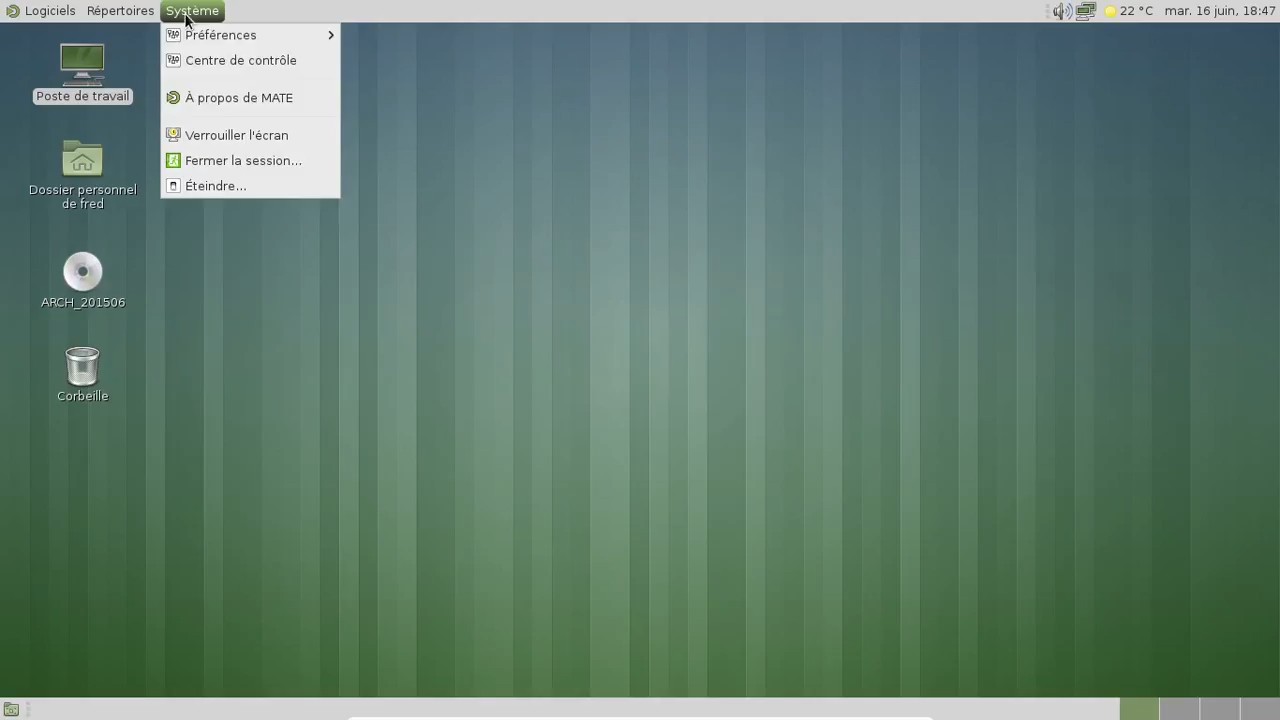 Logiciels Répertoires Système
22 °C mar. 16 juin, 18:47
Préférences
Centre de contrôle
À propos de MATE
Verrouiller l'écran
Fermer la session...
Éteindre...
Poste de travail
Dossier personnel
de fred
ARCH_201506
Corbeille